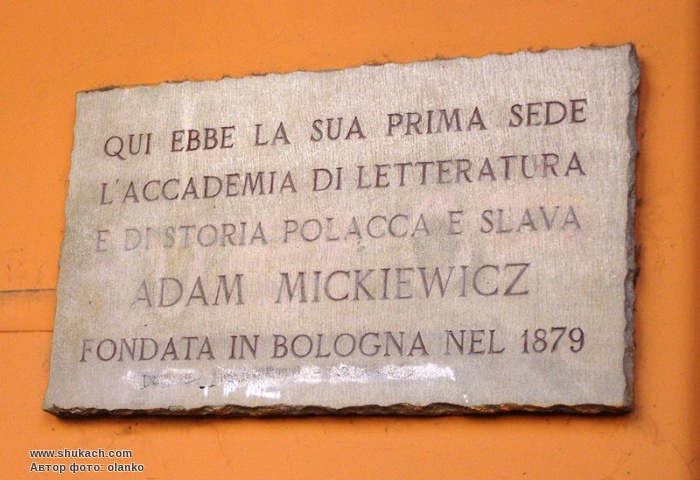 QUI EBBE LA SUA PRIMA SEDE
L'ACCADEMIA DI LETTERATURA
E DI STORIA POLACCA E SLAVA
ADAM MICKIEWICZ
FONDATA IN BOLOGNA NEL 1879
www.shukach.com
Автор фото: olanko